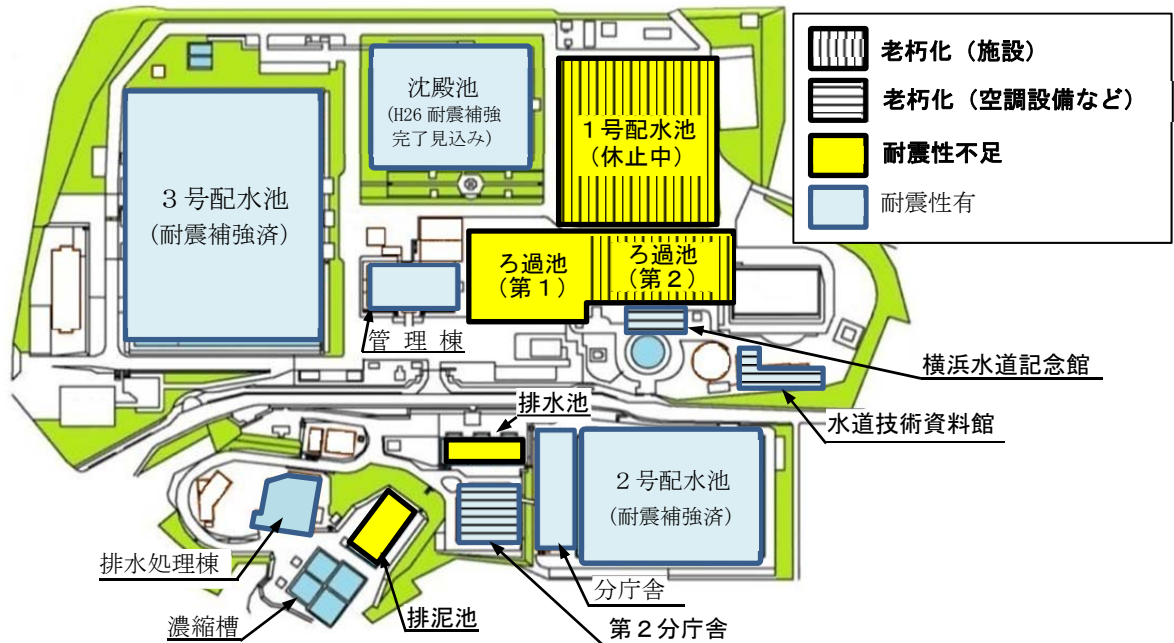 老朽化（施設）
老朽化（空調設備など）
耐震性不足
耐震性有
沈殿池
(H26 耐震補強
完了見込み)
１号配水池
(休止中)
３号配水池
(耐震補強済)
ろ過池
(第１)
ろ過池
(第２)
管理棟
横浜水道記念館
水道技術資料館
排水池
２号配水池
(耐震補強済)
排水処理棟
濃縮槽
排泥池
分庁舎
第２分庁舎